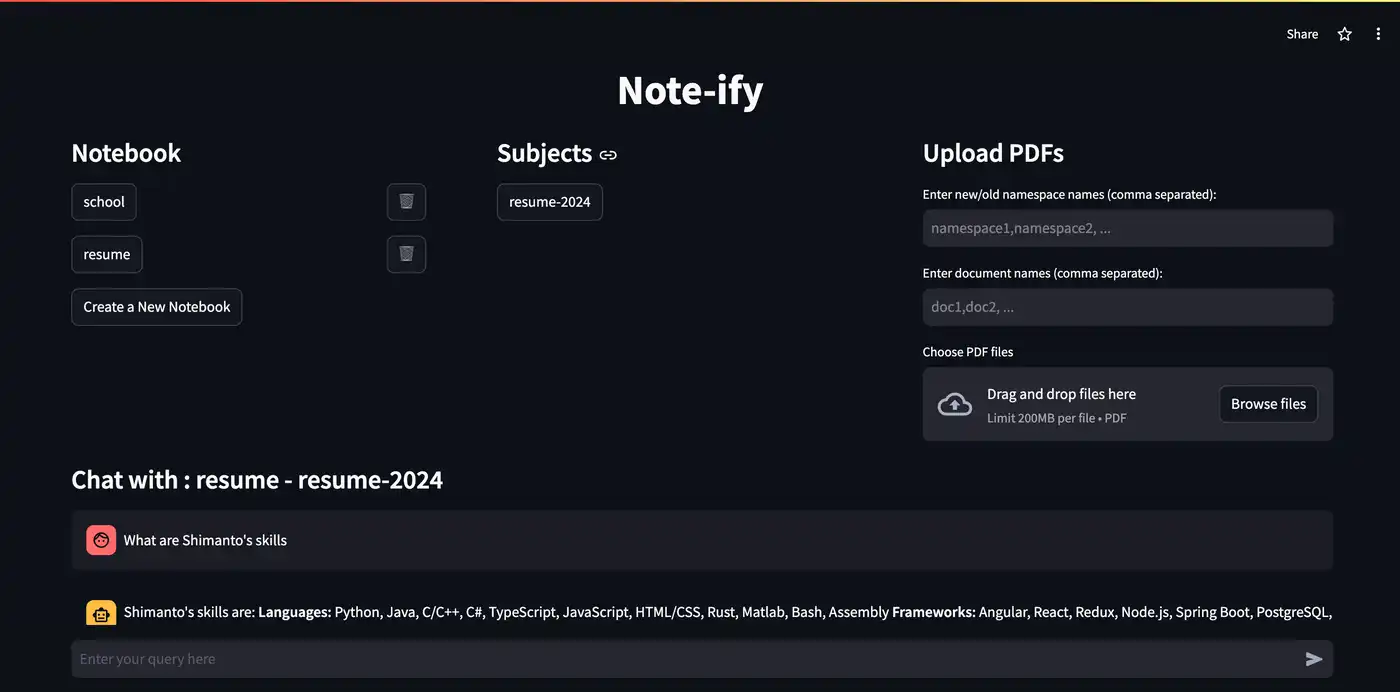 Share
Note-ify
Notebook
school
resume
Create a New Notebook
Subjects
resume-2024
Upload PDFs
Enter new/old namespace names (comma separated):
namespace1,namespace2, ...
Enter document names (comma separated):
doc1,doc2, ...
Choose PDF files
Drag and drop files here
Limit 200MB per file • PDF
Browse files
Chat with : resume - resume-2024
What are Shimanto's skills
Shimanto's skills are: Languages: Python, Java, C/C++, C#, TypeScript, JavaScript, HTML/CSS, Rust, Matlab, Bash, Assembly Frameworks: Angular, React, Redux, Node.js, Spring Boot, PostgreSQL,
Enter your query here